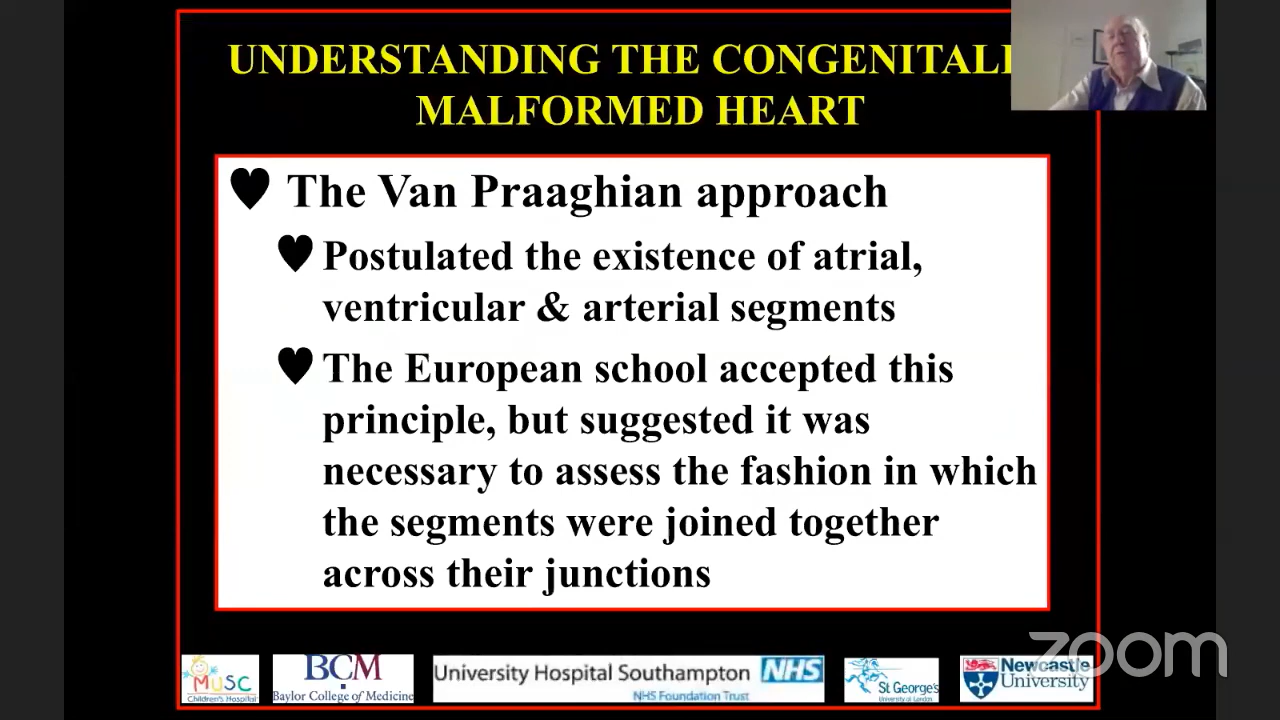 UNDERSTANDING THE CONGENITALL
MALFORMED HEART
The Van Praaghian approach
Postulated the existence of atrial,
ventricular & arterial segments
The European school accepted this
principle, but suggested it was
necessary to assess the fashion in which
the segments were joined together
across their junctions
zoom
MUSC
Children's Hospital
BCM
Baylor College of Medicine
University Hospital Southampton NHS
NHS Foundation Trust
St George's
University of London
Newcastle
University